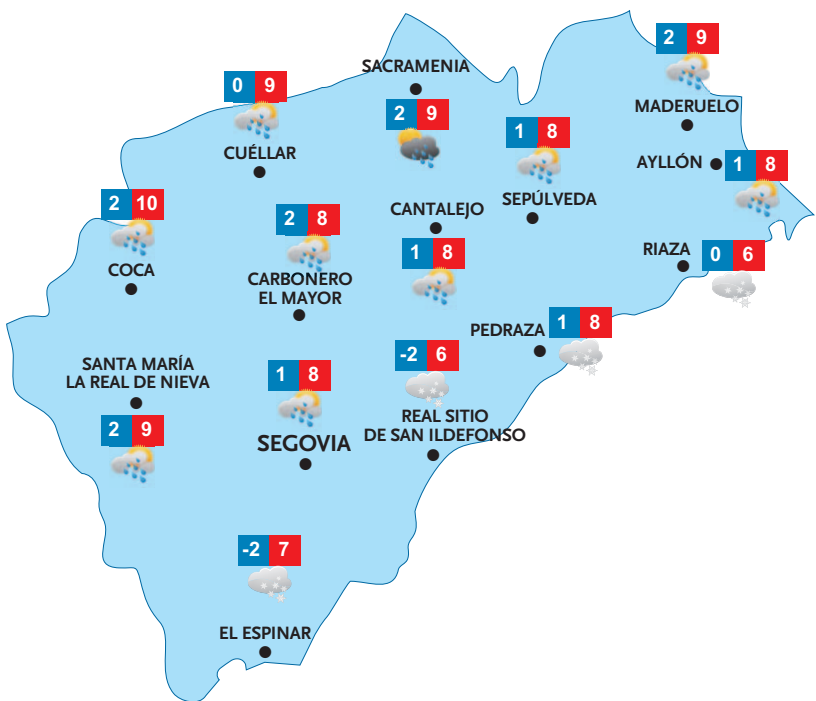 2 9
MADERUELO
SACRAMENIA
2 9
0 9
CUÉLLAR
1 8
SEPÚLVEDA
AYLLÓN
1 8
2 10
COCA
2 8
CARBONERO
EL MAYOR
CANTALEJO
1 8
RIAZA
0 6
PEDRAZA
1 8
SANTA MARÍA
LA REAL DE NIEVA
2 9
1 8
SEGOVIA
-2 6
REAL SITIO
DE SAN ILDEFONSO
-2 7
EL ESPINAR